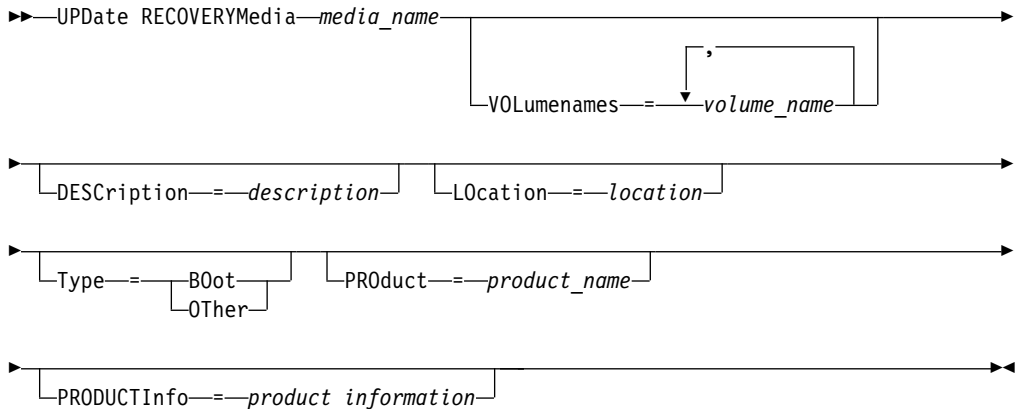 UPDate RECOVERYMedia media_name
,
VOLumenames = volume_name
DESCription = description LOcation = location
Type = BOot PROduct = product_name
OTher
PRODUCTInfo = product information